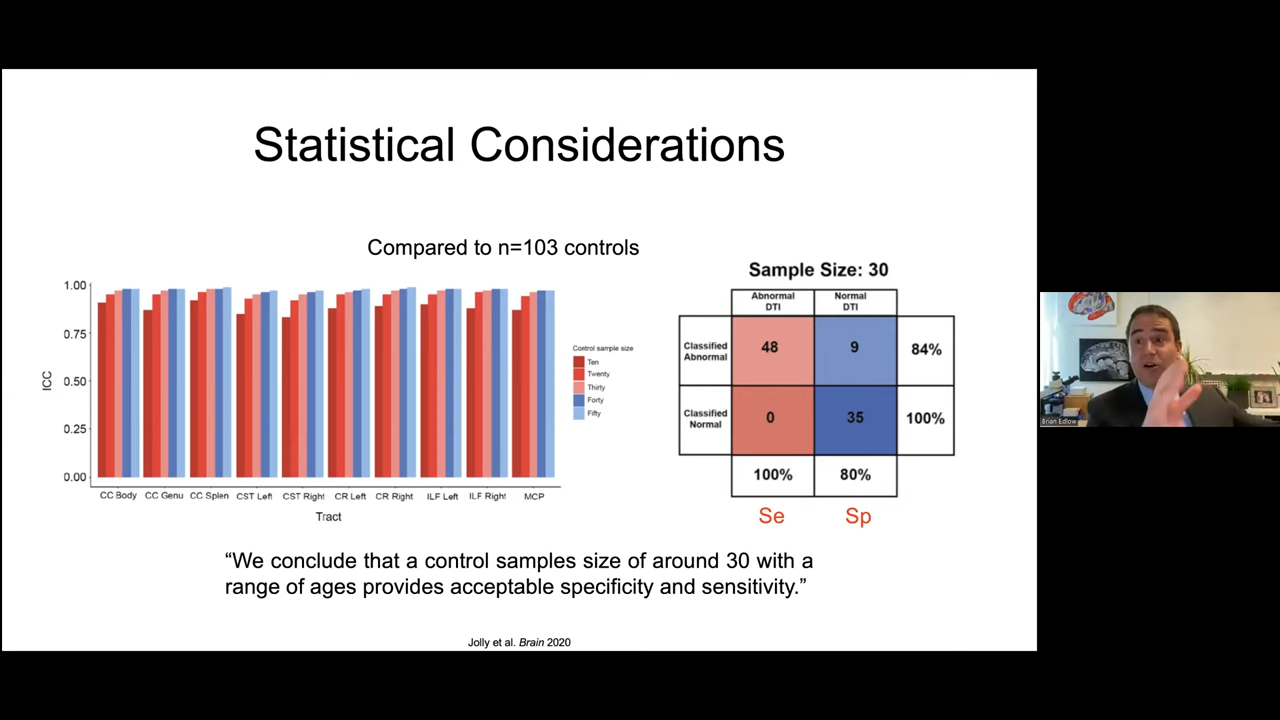 Statistical Considerations
Compared to n=103 controls
1.00
0.75
0.50
0.25
0.00
ICC
CC Body CC Genu CC Splen CST Left CST Right CR Left CR Right ILF Left ILF Right MCP
Tract
Control sample size
Ten
Twenty
Thirty
Forty
Fifty
Sample Size: 30
Abnormal
DTI
Normal
DTI
Classified
Abnormal
48 9 84%
Classified
Normal
0 35 100%
100% 80%
Se Sp
“We conclude that a control samples size of around 30 with a
range of ages provides acceptable specificity and sensitivity.”
Jolly et al. Brain 2020
Brian Edlow